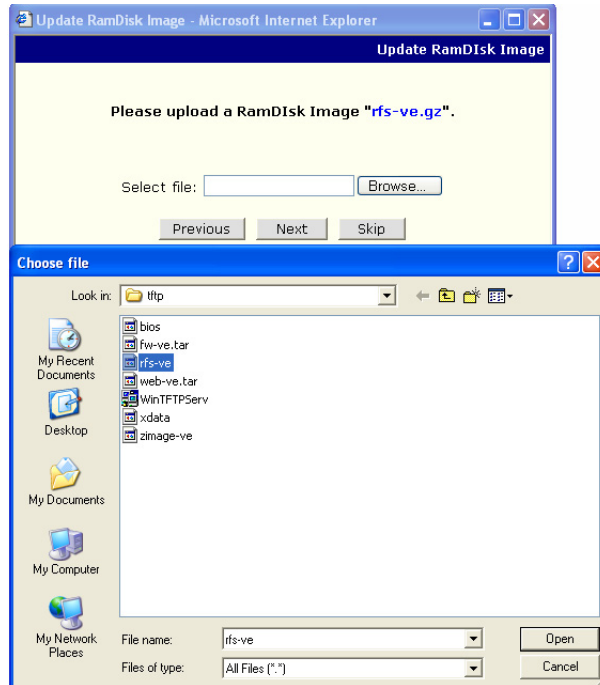 Update RamDisk Image - Microsoft Internet Explorer
Update RamDIsk Image
Please upload a RamDIsk Image "rfs-ve.gz".
Select file:
Browse...
Previous Next Skip
Choose file
Look in: tftp
My Recent Documents
Desktop
My Documents
My Computer
My Network Places
bios
fw-ve.tar
rfs-ve
web-ve.tar
WinTFTPServ
xdata
zimage-ve
File name: rfs-ve Open
Files of type: All Files (*.*) Cancel